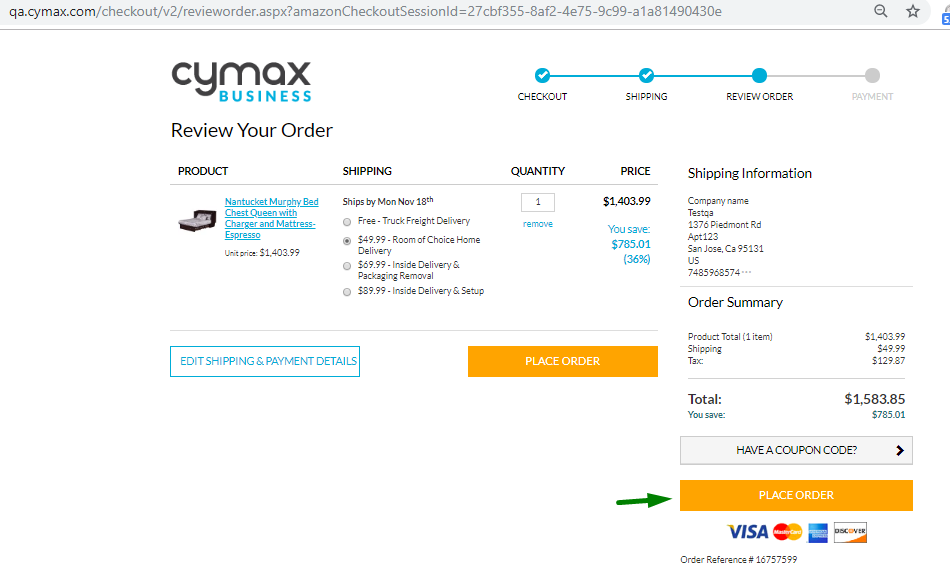 qa.cymax.com/checkout/v2/revieworder.aspx?amazonCheckoutSessionId=27cbf355-8af2-4e75-9c99-a1a81490430e
cymax
BUSINESS
CHECKOUT
SHIPPING
REVIEW ORDER
PAYMENT
Review Your Order
PRODUCT
SHIPPING
QUANTITY
PRICE
Nantucket Murphy Bed
Chest Queen with
Charger and Mattress-
Espresso
Unit price: $1,403.99
Ships by Mon Nov 18th
Free - Truck Freight Delivery
$49.99 - Room of Choice Home
Delivery
$69.99 - Inside Delivery &
Packaging Removal
$89.99 - Inside Delivery & Setup
1
remove
$1,403.99
You save:
$785.01
(36%)
EDIT SHIPPING & PAYMENT DETAILS
PLACE ORDER
Shipping Information
Company name
Testqa
1376 Piedmont Rd
Apt123
San Jose, Ca 95131
US
7485968574 ···
Order Summary
Product Total (1 item) $1,403.99
Shipping $49.99
Tax: $129.87
Total: $1,583.85
You save: $785.01
HAVE A COUPON CODE?
PLACE ORDER
VISA MasterCard AMERICAN EXPRESS DISCOVER
Order Reference # 16757599